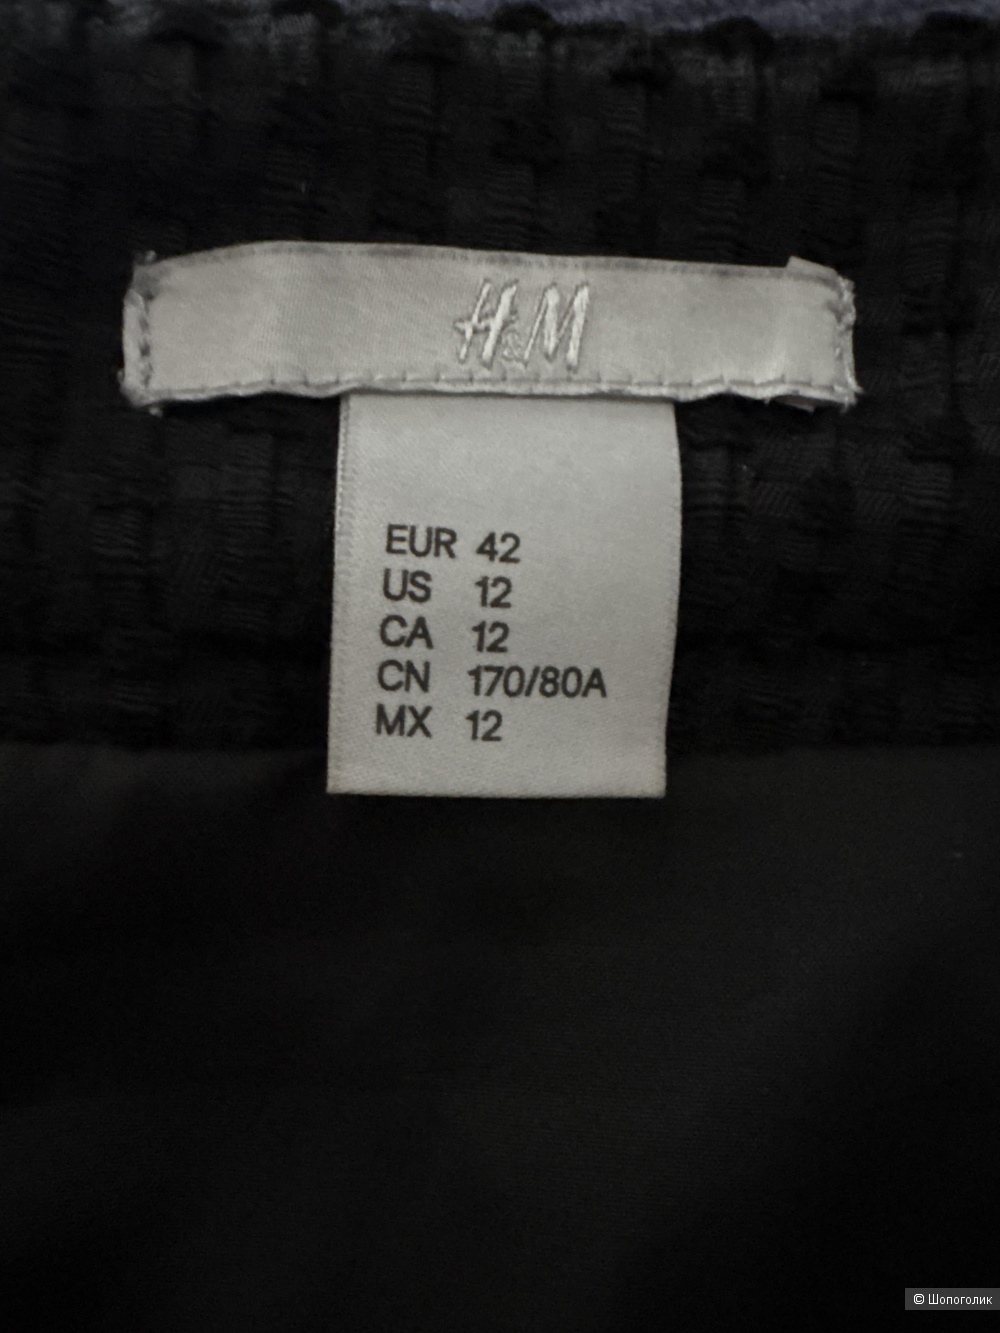 H&M
EUR 42
US 12
CA 12
CN 170/80A
MX 12
© Шопоголик